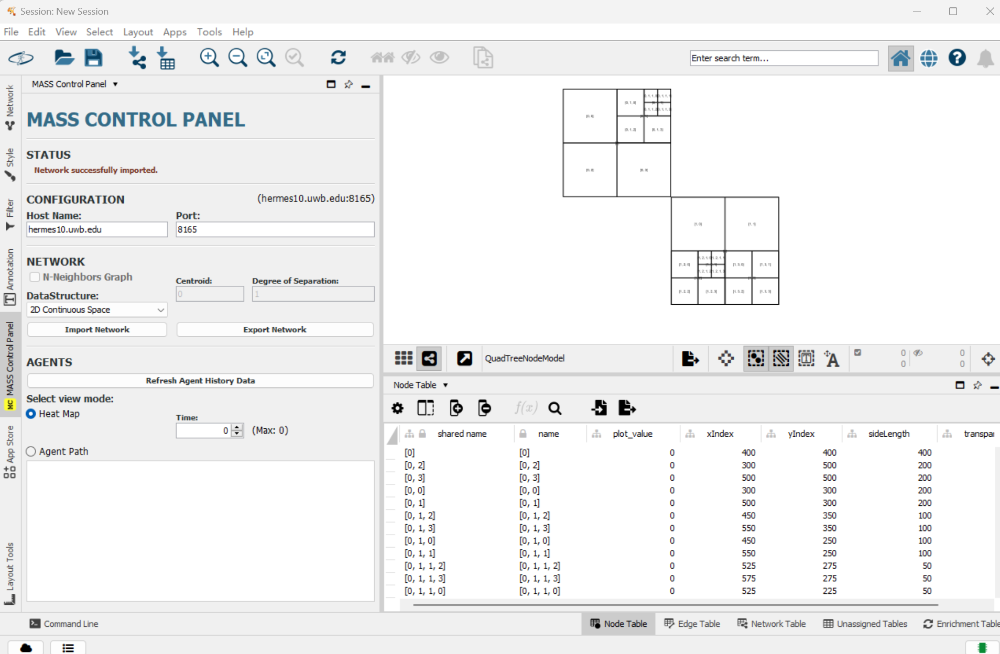 Session: New Session
File Edit View Select Layout Apps Tools Help
Enter search term...
Network
Style
Filter
Annotation
MASS Control Panel
App Store
Layout Tools
MASS Control Panel
MASS CONTROL PANEL
STATUS
Network successfully imported.
CONFIGURATION (hermes10.uwb.edu:8165)
Host Name: Port:
hermes10.uwb.edu 8165
NETWORK
N-Neighbors Graph
Centroid: Degree of Separation:
0 1
DataStructure:
2D Continuous Space
Import Network Export Network
AGENTS
Refresh Agent History Data
Select view mode:
Heat Map
Time:
0 (Max: 0)
Agent Path
[0, 0]
[0, 1, 0]
[0, 1, 2] [0, 1, 3]
[0, 2] [0, 3]
[1, 0] [1, 1]
[1, 2, 0] [1, 3, 0] [1, 3, 1]
[1, 2, 2] [1, 2, 3] [1, 3, 2] [1, 3, 3]
QuadTreeNodeModel
0 0
0 0
Node Table
f(x)
shared name name plot_value xIndex yIndex sideLength transpar
[0] [0] 0 400 400 400
[0, 2] [0, 2] 0 300 500 200
[0, 3] [0, 3] 0 500 500 200
[0, 0] [0, 0] 0 300 300 200
[0, 1] [0, 1] 0 500 300 200
[0, 1, 2] [0, 1, 2] 0 450 350 100
[0, 1, 3] [0, 1, 3] 0 550 350 100
[0, 1, 0] [0, 1, 0] 0 450 250 100
[0, 1, 1] [0, 1, 1] 0 550 250 100
[0, 1, 1, 2] [0, 1, 1, 2] 0 525 275 50
[0, 1, 1, 3] [0, 1, 1, 3] 0 575 275 50
[0, 1, 1, 0] [0, 1, 1, 0] 0 525 225 50
Command Line
Node Table Edge Table Network Table Unassigned Tables Enrichment Table